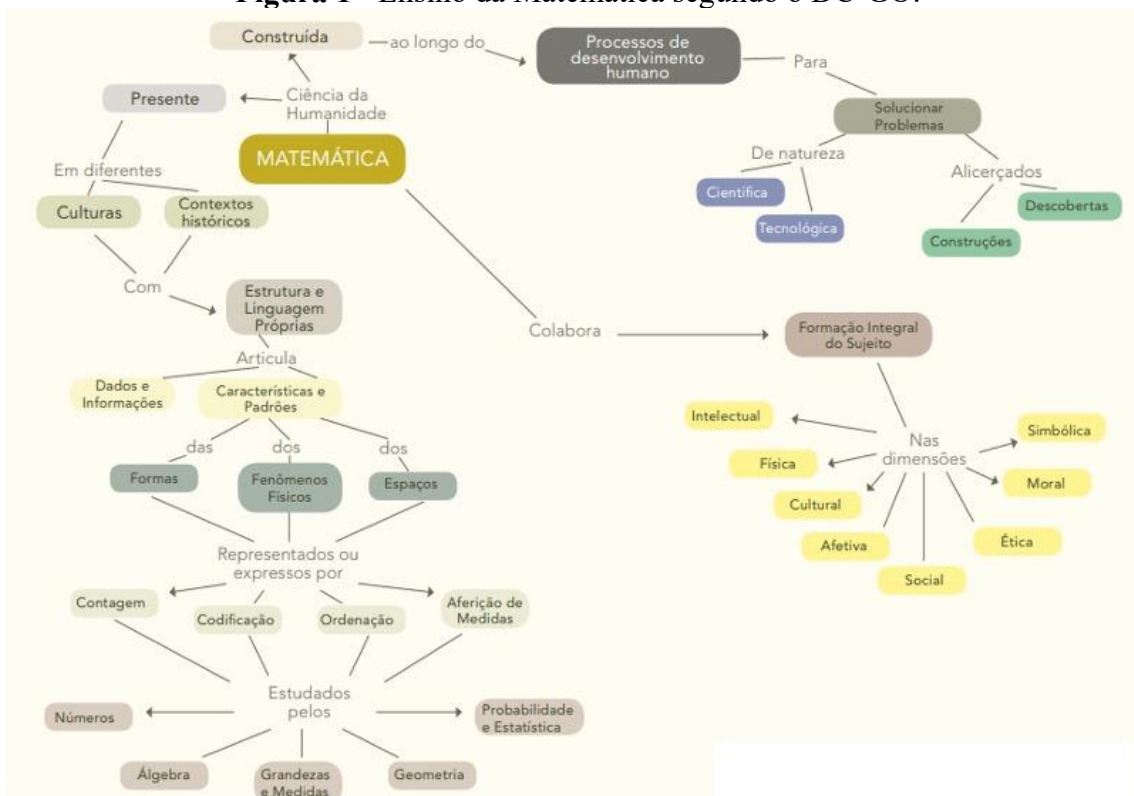 Figura 1 - Ensino da Matemática segundo o DC-GO.
Construída
ao longo do
Processos de
desenvolvimento
humano
Para
Solucionar
Problemas
De natureza
Científica
Tecnológica
Alicerçados
Descobertas
Construções
Presente
Ciência da
Humanidade
MATEMÁTICA
Em diferentes
Culturas
Contextos
históricos
Com
Estrutura e
Linguagem
Próprias
Articula
Dados e
Informações
Características e
Padrões
das
dos
dos
Formas
Fenômenos
Físicos
Espaços
Representados ou
expressos por
Contagem
Codificação
Ordenação
Aferição de
Medidas
Estudados
pelos
Números
Álgebra
Grandezas
e Medidas
Geometria
Probabilidade
e Estatística
Colabora
Formação Integral
do Sujeito
Nas
dimensões
Intelectual
Física
Cultural
Afetiva
Social
Ética
Moral
Simbólica